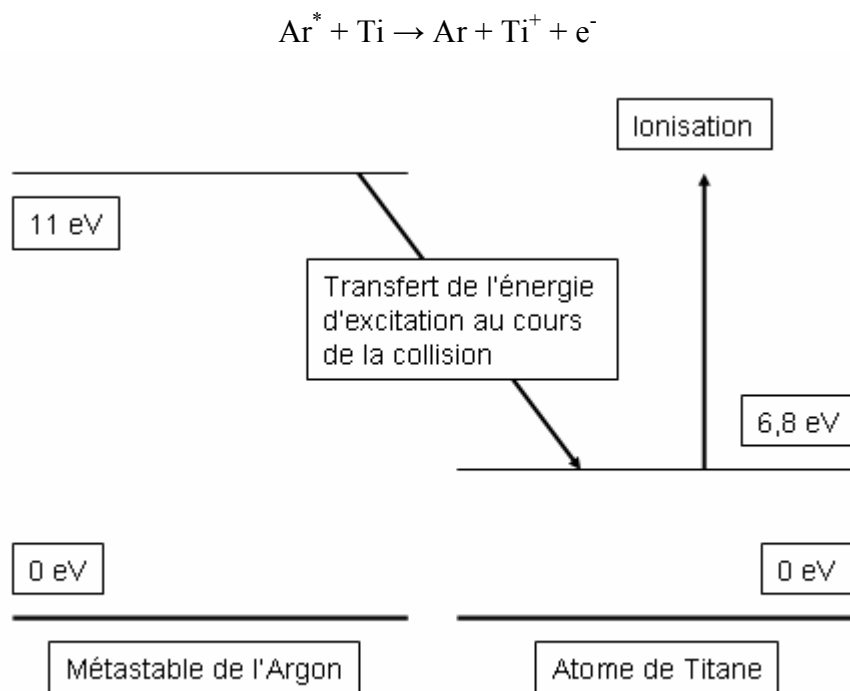 Ar* + Ti → Ar + Ti⁺ + e⁻
Ionisation
11 eV
Transfert de l'énergie
d'excitation au cours
de la collision
6,8 eV
0 eV
0 eV
Métastable de l'Argon
Atome de Titane